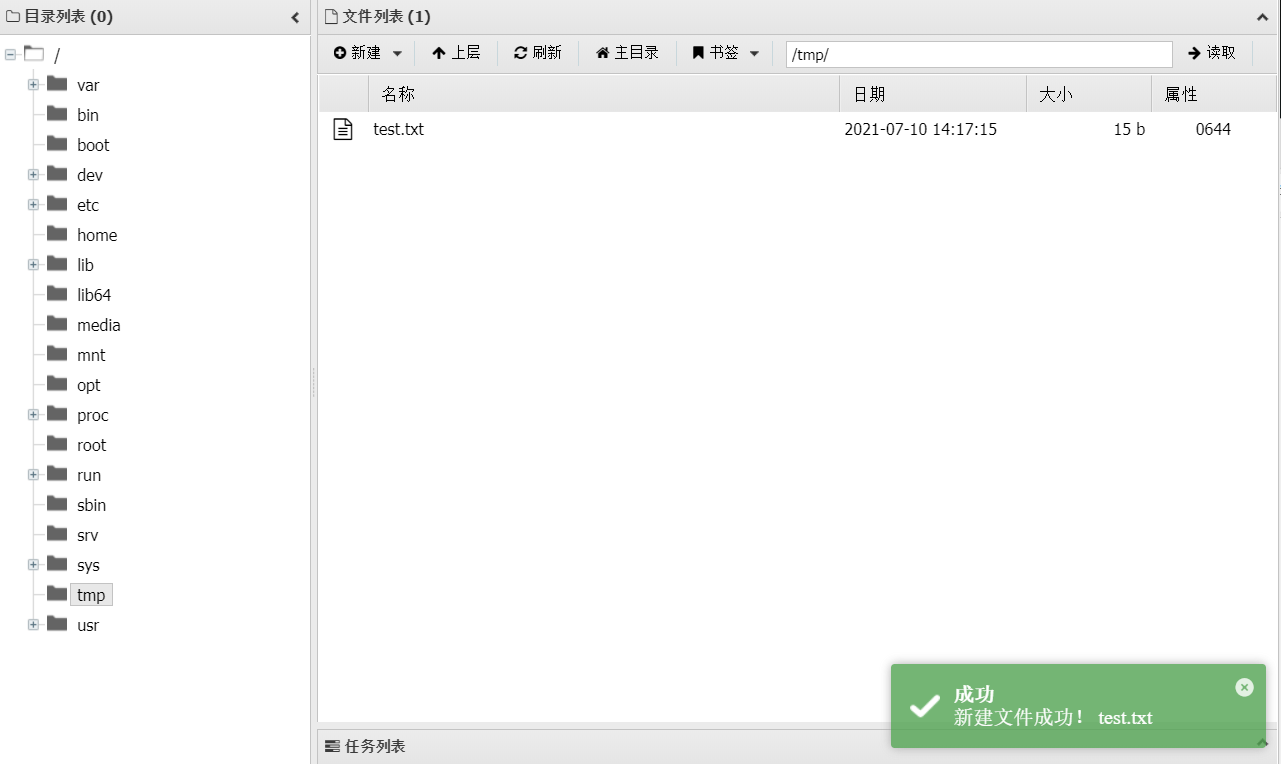 目录列表 (0)
/
var
bin
boot
dev
etc
home
lib
lib64
media
mnt
opt
proc
root
run
sbin
srv
sys
tmp
usr
文件列表 (1)
新建 上层 刷新 主目录 书签 /tmp/ 读取
名称 日期 大小 属性
test.txt 2021-07-10 14:17:15 15 b 0644
成功
新建文件成功！ test.txt
任务列表